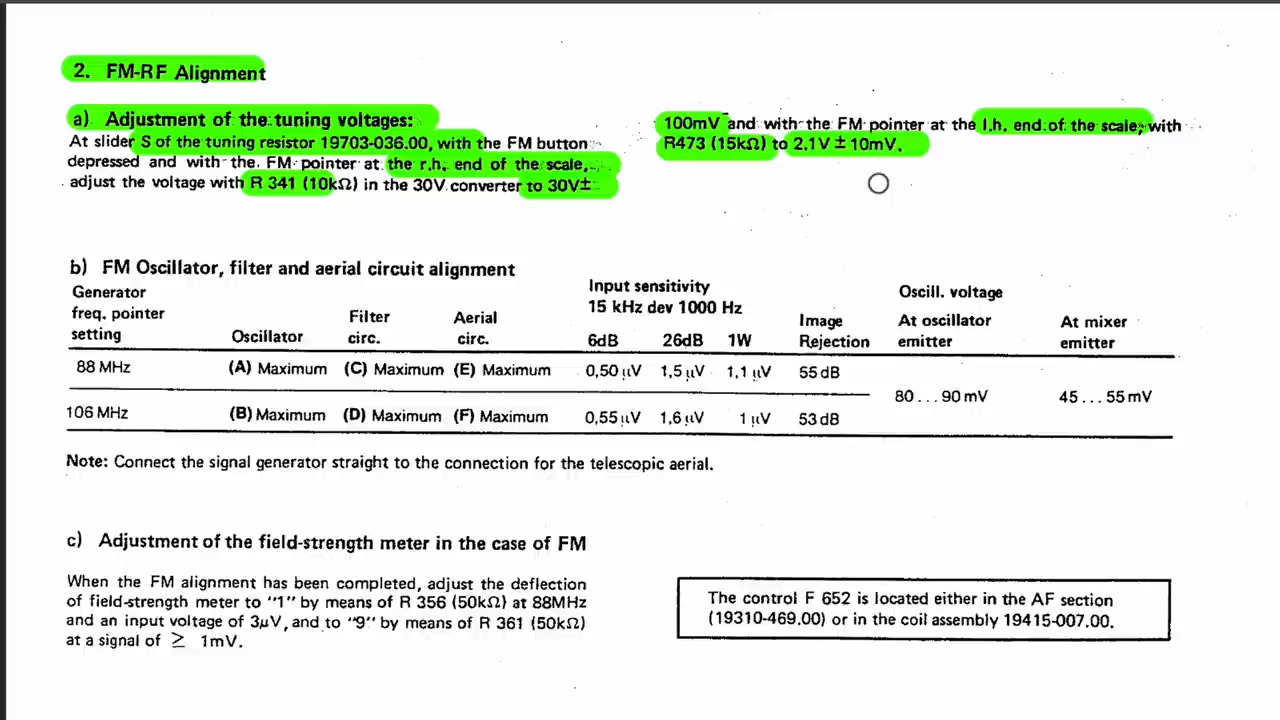 2. FM-RF Alignment
a) Adjustment of the tuning voltages:
At slider S of the tuning resistor 19703-036.00, with the FM button
depressed and with the FM pointer at the r.h. end of the scale,
adjust the voltage with R 341 (10kΩ) in the 30V converter to 30V±
100mV and with the FM pointer at the l.h. end of the scale, with
R473 (15kΩ) to 2.1V ± 10mV.
b) FM Oscillator, filter and aerial circuit alignment
Generator
freq. pointer
setting
Oscillator
Filter
circ.
Aerial
circ.
Input sensitivity
15 kHz dev 1000 Hz
6dB 26dB 1W
Image
Rejection
Oscill. voltage
At oscillator
emitter
At mixer
emitter
88 MHz (A) Maximum (C) Maximum (E) Maximum 0,50 µV 1,5 µV 1,1 µV 55 dB
80 . . . 90 mV 45 . . . 55 mV
106 MHz (B) Maximum (D) Maximum (F) Maximum 0,55 µV 1,6 µV 1 µV 53 dB
Note: Connect the signal generator straight to the connection for the telescopic aerial.
c) Adjustment of the field-strength meter in the case of FM
When the FM alignment has been completed, adjust the deflection
of field-strength meter to "1" by means of R 356 (50kΩ) at 88MHz
and an input voltage of 3µV, and to "9" by means of R 361 (50kΩ)
at a signal of ≥ 1mV.
The control F 652 is located either in the AF section
(19310-469.00) or in the coil assembly 19415-007.00.